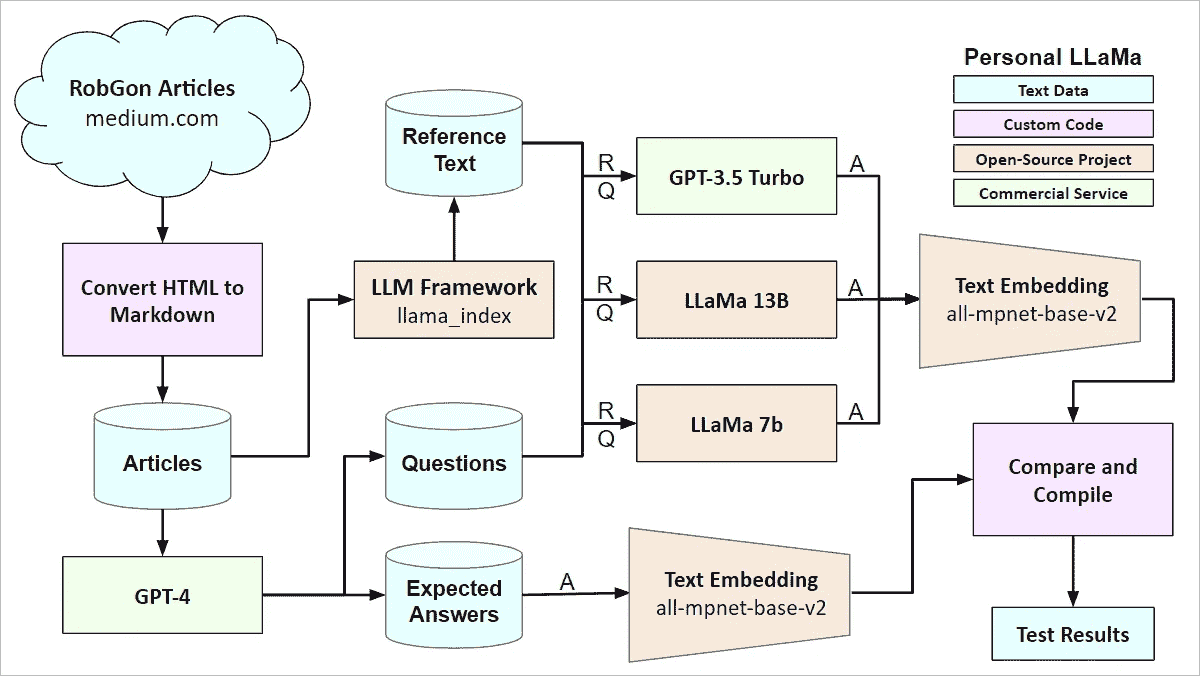 RobGon Articles
medium.com
Convert HTML to
Markdown
Articles
GPT-4
Reference
Text
LLM Framework
llama_index
Questions
Expected
Answers
R
Q
GPT-3.5 Turbo
A
R
Q
LLaMa 13B
A
R
Q
LLaMa 7b
A
A
Text Embedding
all-mpnet-base-v2
Personal LLaMa
Text Data
Custom Code
Open-Source Project
Commercial Service
Text Embedding
all-mpnet-base-v2
Compare and
Compile
Test Results